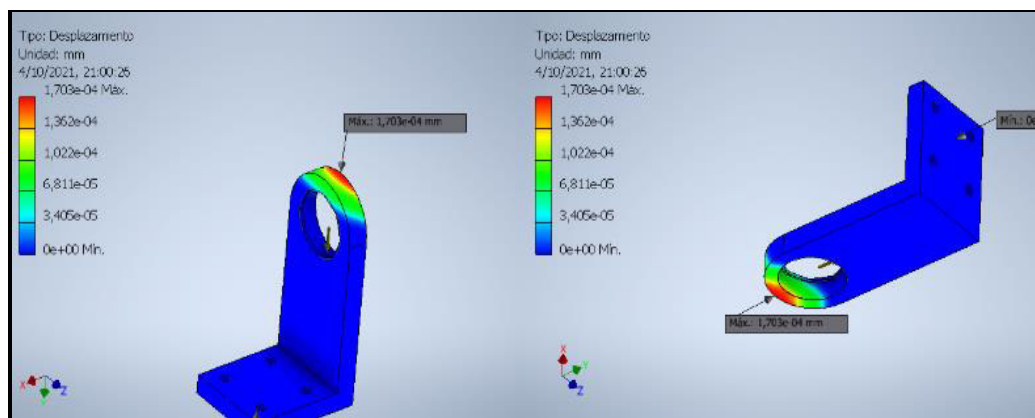 Tipo: Desplazamiento
Unidad: mm
4/10/2021, 21:00:26
1,703e-04 Máx.
1,362e-04
1,022e-04
6,811e-05
3,405e-05
0e+00 Mín.
Máx.: 1,703e-04 mm
X
Y
Z
Tipo: Desplazamiento
Unidad: mm
4/10/2021, 21:00:26
1,703e-04 Máx.
1,362e-04
1,022e-04
6,811e-05
3,405e-05
0e+00 Mín.
Mín.: 0e
Máx.: 1,703e-04 mm
X
Y
Z